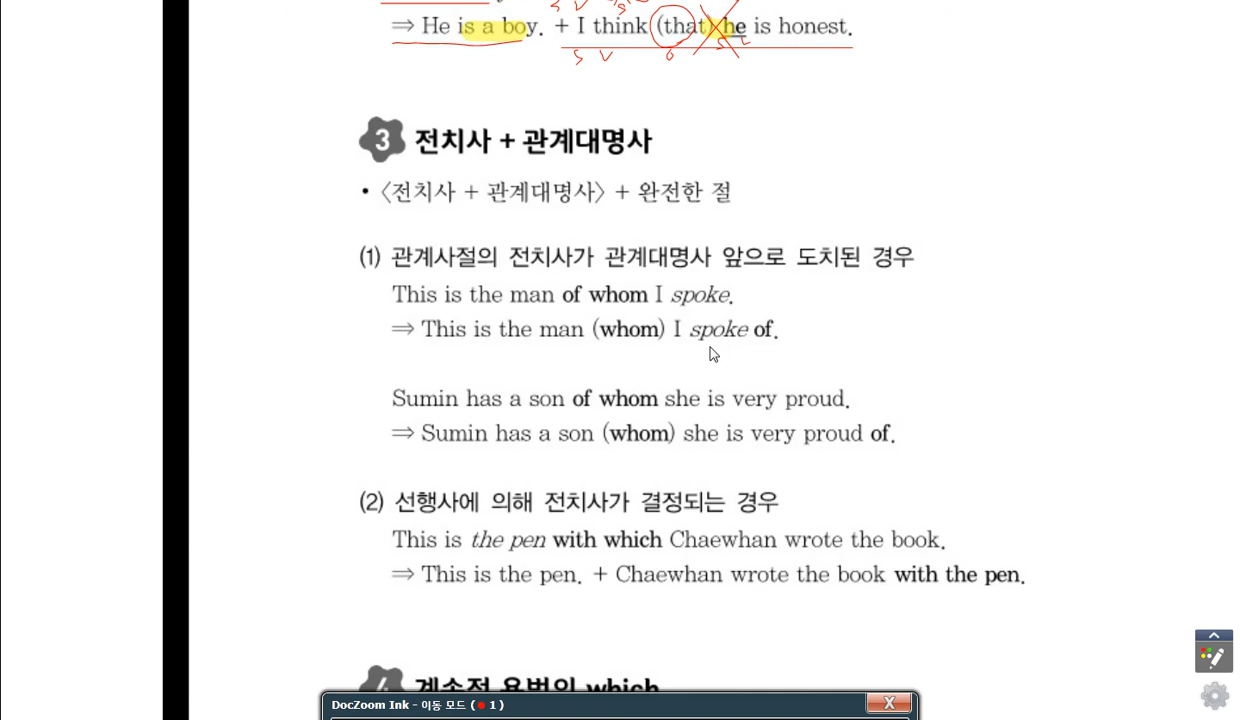 ⇒ He is a boy. + I think (that) he is honest.
S V O S
3 전치사 + 관계대명사
• 〈전치사 + 관계대명사〉 + 완전한 절
(1) 관계사절의 전치사가 관계대명사 앞으로 도치된 경우
This is the man of whom I spoke.
⇒ This is the man (whom) I spoke of.
Sumin has a son of whom she is very proud.
⇒ Sumin has a son (whom) she is very proud of.
(2) 선행사에 의해 전치사가 결정되는 경우
This is the pen with which Chaewhan wrote the book.
⇒ This is the pen. + Chaewhan wrote the book with the pen.
4 계속적 용법의 which
DocZoom Ink - 이동 모드 ( 1 )